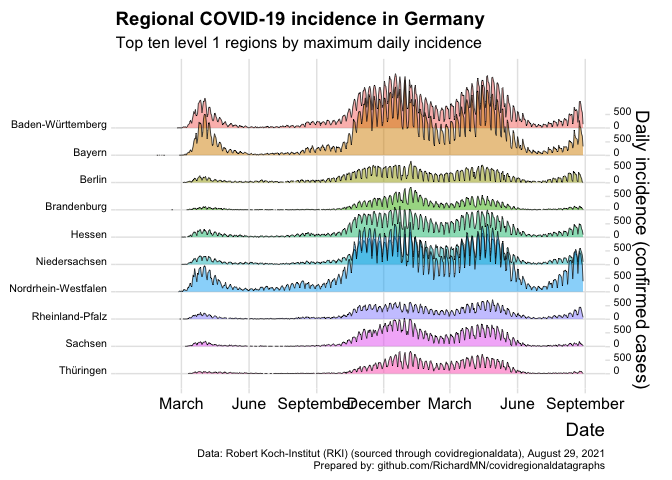 Regional COVID-19 incidence in Germany
Top ten level 1 regions by maximum daily incidence
Baden-Württemberg
Bayern
Berlin
Brandenburg
Hessen
Niedersachsen
Nordrhein-Westfalen
Rheinland-Pfalz
Sachsen
Thüringen
500
0
500
0
500
0
500
0
500
0
500
0
500
0
500
0
500
0
500
0
Daily incidence (confirmed cases)
March June September December March June September
Date
Data: Robert Koch-Institut (RKI) (sourced through covidregionaldata), August 29, 2021
Prepared by: github.com/RichardMN/covidregionaldatagraphs